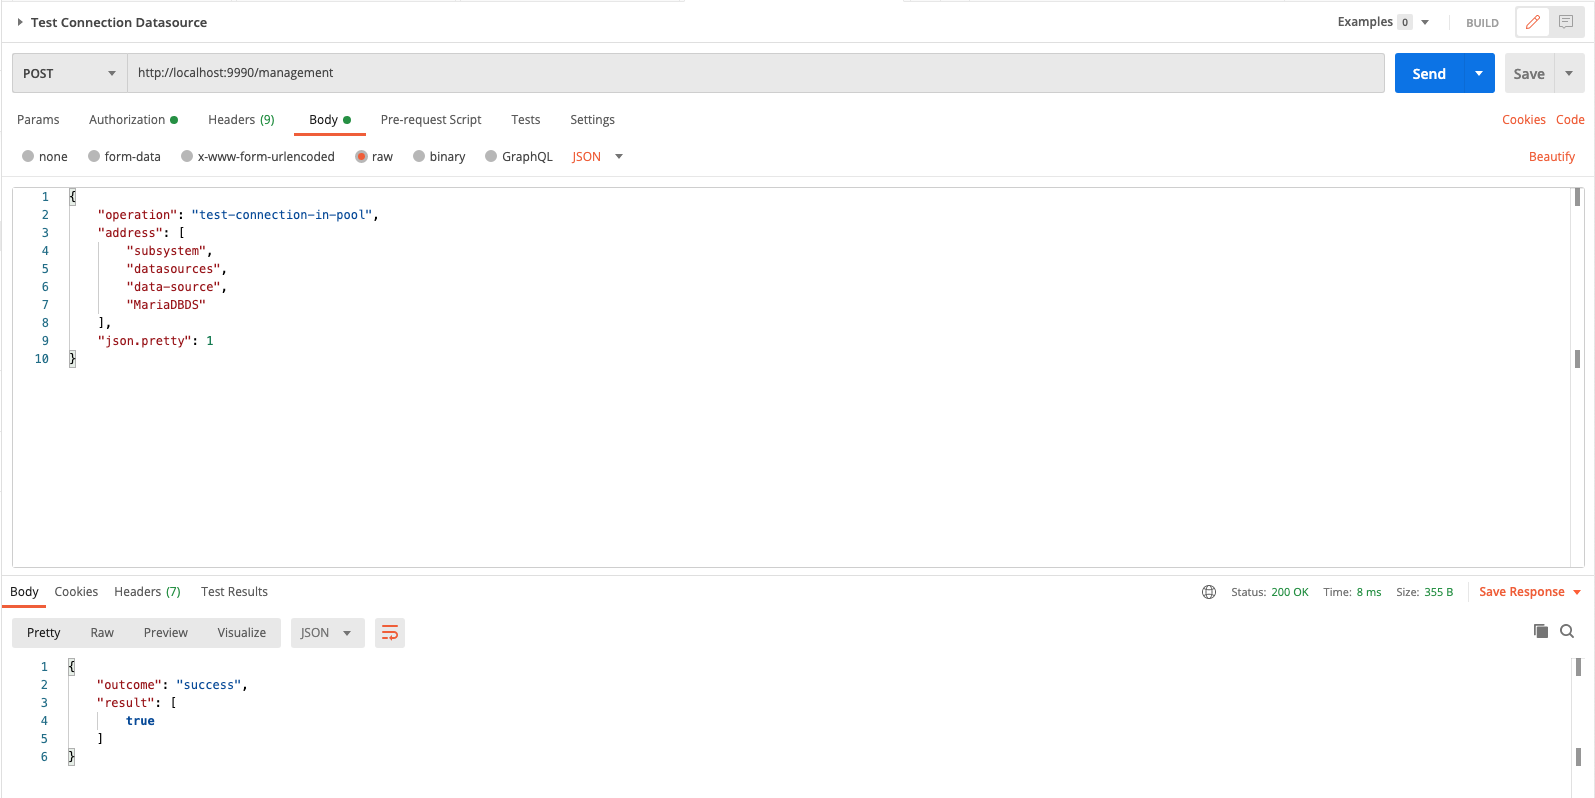 Test Connection Datasource Examples 0 BUILD
POST http://localhost:9990/management Send Save
Params Authorization Headers (9) Body Pre-request Script Tests Settings Cookies Code
none form-data x-www-form-urlencoded raw binary GraphQL JSON Beautify
1 {
2 "operation": "test-connection-in-pool",
3 "address": [
4 "subsystem",
5 "datasources",
6 "data-source",
7 "MariaDBDS"
8 ],
9 "json.pretty": 1
10 }
Body Cookies Headers (7) Test Results Status: 200 OK Time: 8 ms Size: 355 B Save Response
Pretty Raw Preview Visualize JSON
1 {
2 "outcome": "success",
3 "result": [
4 true
5 ]
6 }